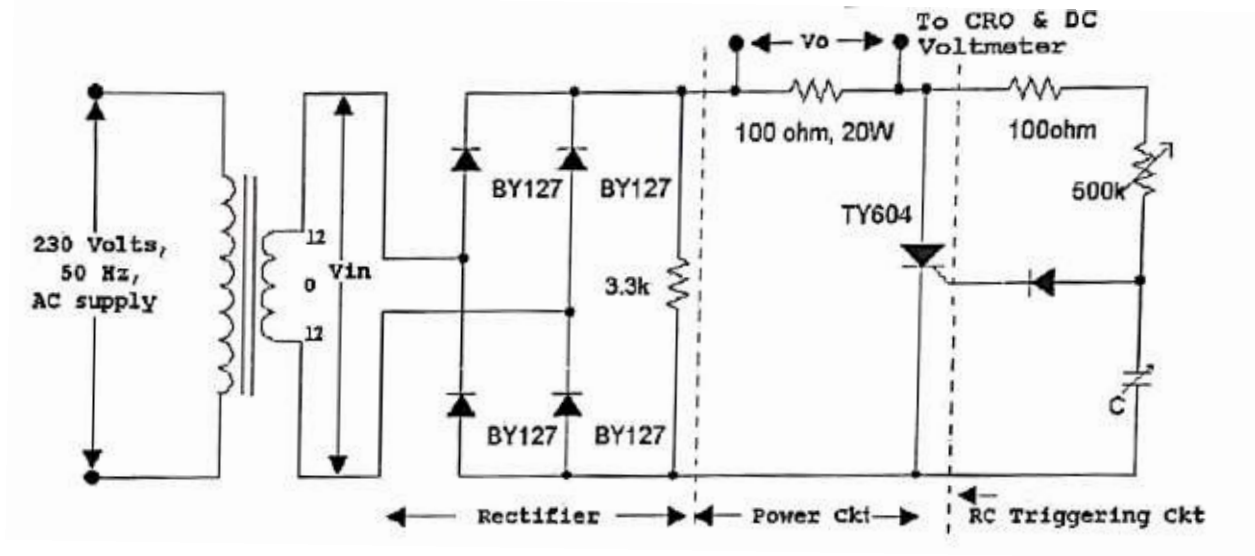 To CRO & DC
Voltmeter
Vo
100 ohm, 20W
100ohm
BY127
BY127
500k
TY604
230 Volts,
50 Hz,
AC supply
12
0
Vin
12
3.3k
C
BY127
BY127
Rectifier
Power Ckt
RC Triggering Ckt